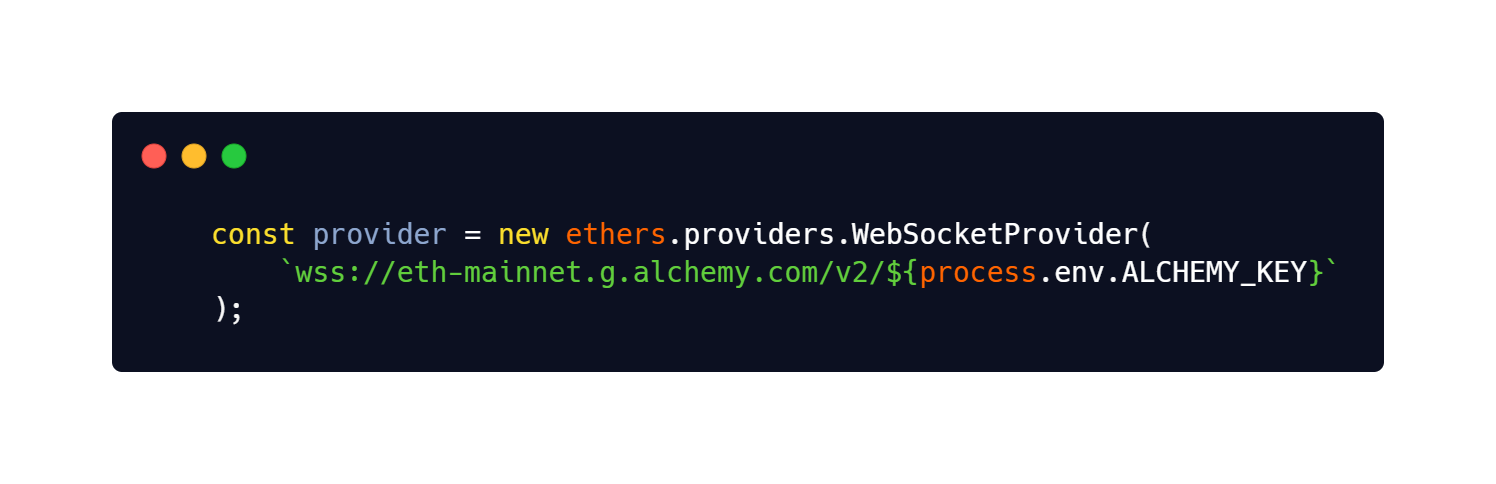 const provider = new ethers.providers.WebSocketProvider(
    `wss://eth-mainnet.g.alchemy.com/v2/${process.env.ALCHEMY_KEY}`
);